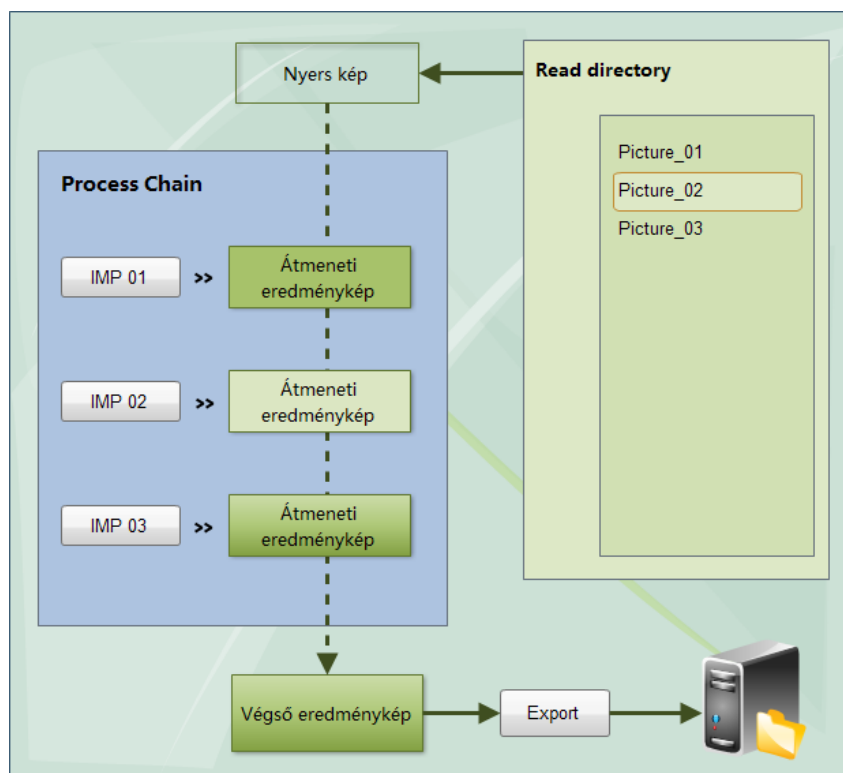 Nyers kép
Read directory
Picture_01
Picture_02
Picture_03
Process Chain
IMP 01 >> Átmeneti
eredménykép
IMP 02 >> Átmeneti
eredménykép
IMP 03 >> Átmeneti
eredménykép
Végső eredménykép
Export